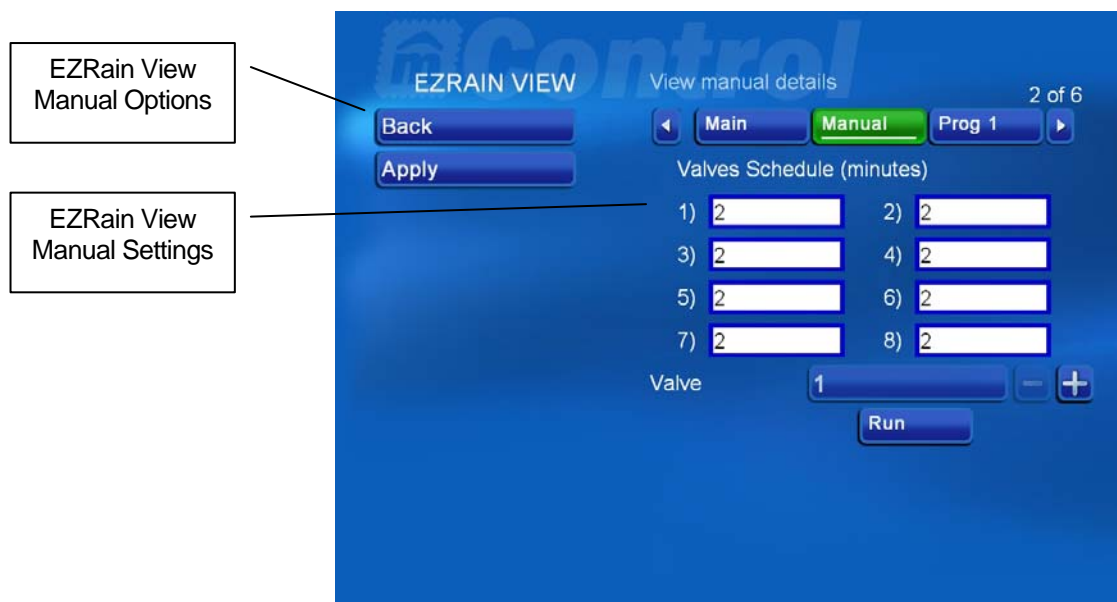 EZRain View
Manual Options
EZRain View
Manual Settings
mControl
EZRAIN VIEW
Back
Apply
View manual details
2 of 6
Main
Manual
Prog 1
Valves Schedule (minutes)
1) 2 2) 2
3) 2 4) 2
5) 2 6) 2
7) 2 8) 2
Valve 1 − +
Run